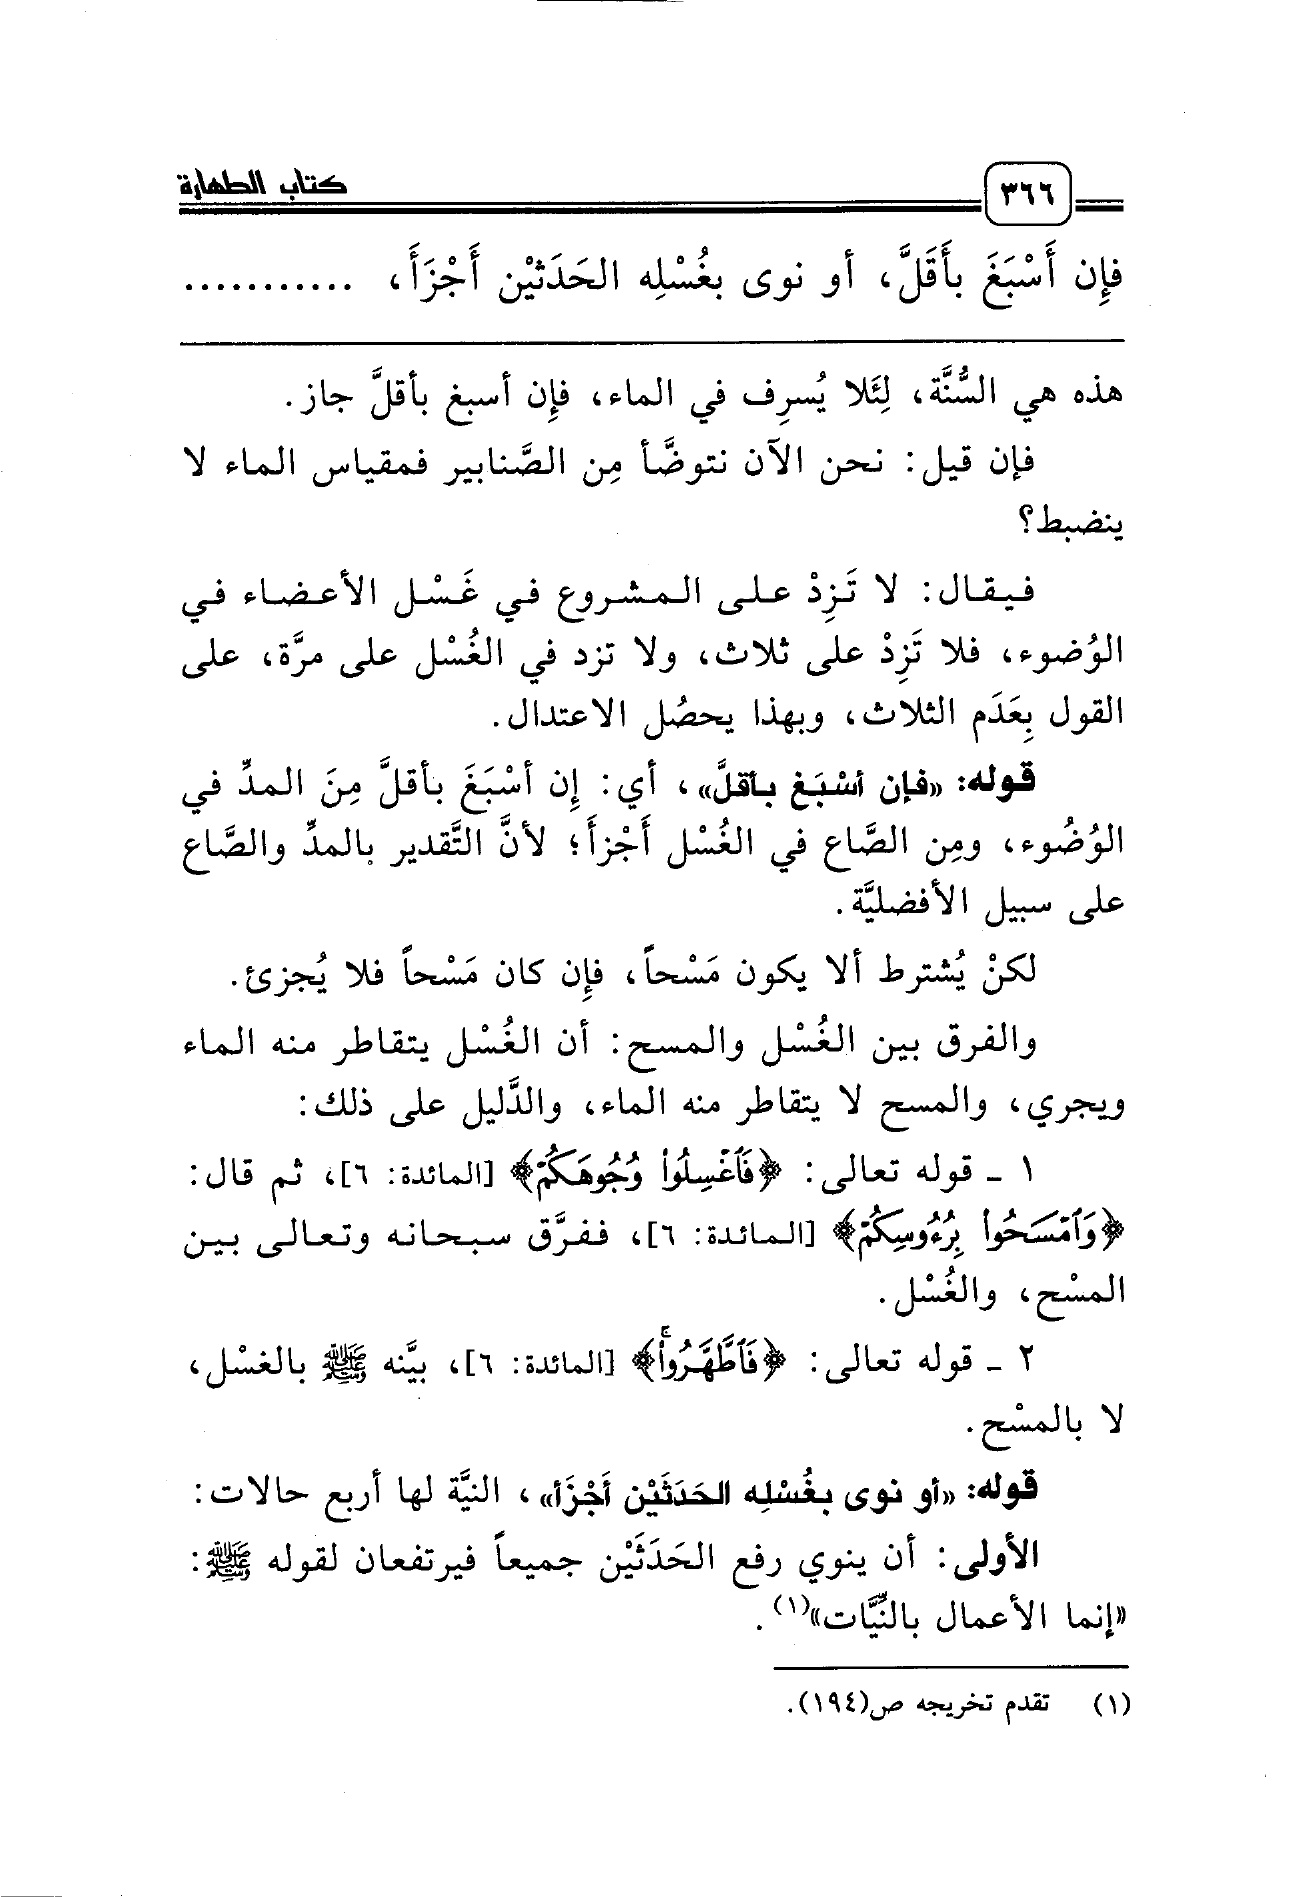 كتاب الطهارة
٣٦٦
فإِن أَسْبَغَ بأَقَلَّ، أو نوى بغُسْلِه الحَدَثيْن أَجْزَأَ، ...........
هذه هي السُّنَّة، لِئَلا يُسرِف في الماء، فإِن أسبغ بأقلَّ جاز.
فإن قيل: نحن الآن نتوضَّأ مِن الصَّنابير فمقياس الماء لا
ينضبط؟
فيقال: لا تَزِدْ على المشروع في غَسْل الأعضاء في
الوُضوء، فلا تَزِدْ على ثلاث، ولا تزد في الغُسْل على مرَّة، على
القول بِعَدَم الثلاث، وبهذا يحصُل الاعتدال.
قوله: «فإن أسْبَغ بأقلَّ»، أي: إِن أسْبَغَ بأقلَّ مِنَ المدِّ في
الوُضُوء، ومِن الصَّاع في الغُسْل أَجْزأَ؛ لأنَّ التَّقدير بالمدِّ والصَّاع
على سبيل الأفضليَّة.
لكنْ يُشترط ألا يكون مَسْحاً، فإِن كان مَسْحاً فلا يُجزئ.
والفرق بين الغُسْل والمسح: أن الغُسْل يتقاطر منه الماء
ويجري، والمسح لا يتقاطر منه الماء، والدَّليل على ذلك:
١ ـ قوله تعالى: ﴿فَٱغْسِلُوا۟ وُجُوهَكُمْ﴾ [المائدة: ٦]، ثم قال:
﴿وَٱمْسَحُوا۟ بِرُءُوسِكُمْ﴾ [المائدة: ٦]، ففرَّق سبحانه وتعالى بين
المسْح، والغُسْل.
٢ ـ قوله تعالى: ﴿فَٱطَّهَّرُوا۟ۚ﴾ [المائدة: ٦]، بيَّنه ﷺ بالغسْل،
لا بالمسْح.
قوله: «أو نوى بغُسْلِه الحَدَثَيْن أجْزَأ»، النيَّة لها أربع حالات:
الأولى: أن ينوي رفع الحَدَثَيْن جميعاً فيرتفعان لقوله ﷺ:
«إنما الأعمال بالنِّيَّات»(١).
(١) تقدم تخريجه ص(١٩٤).